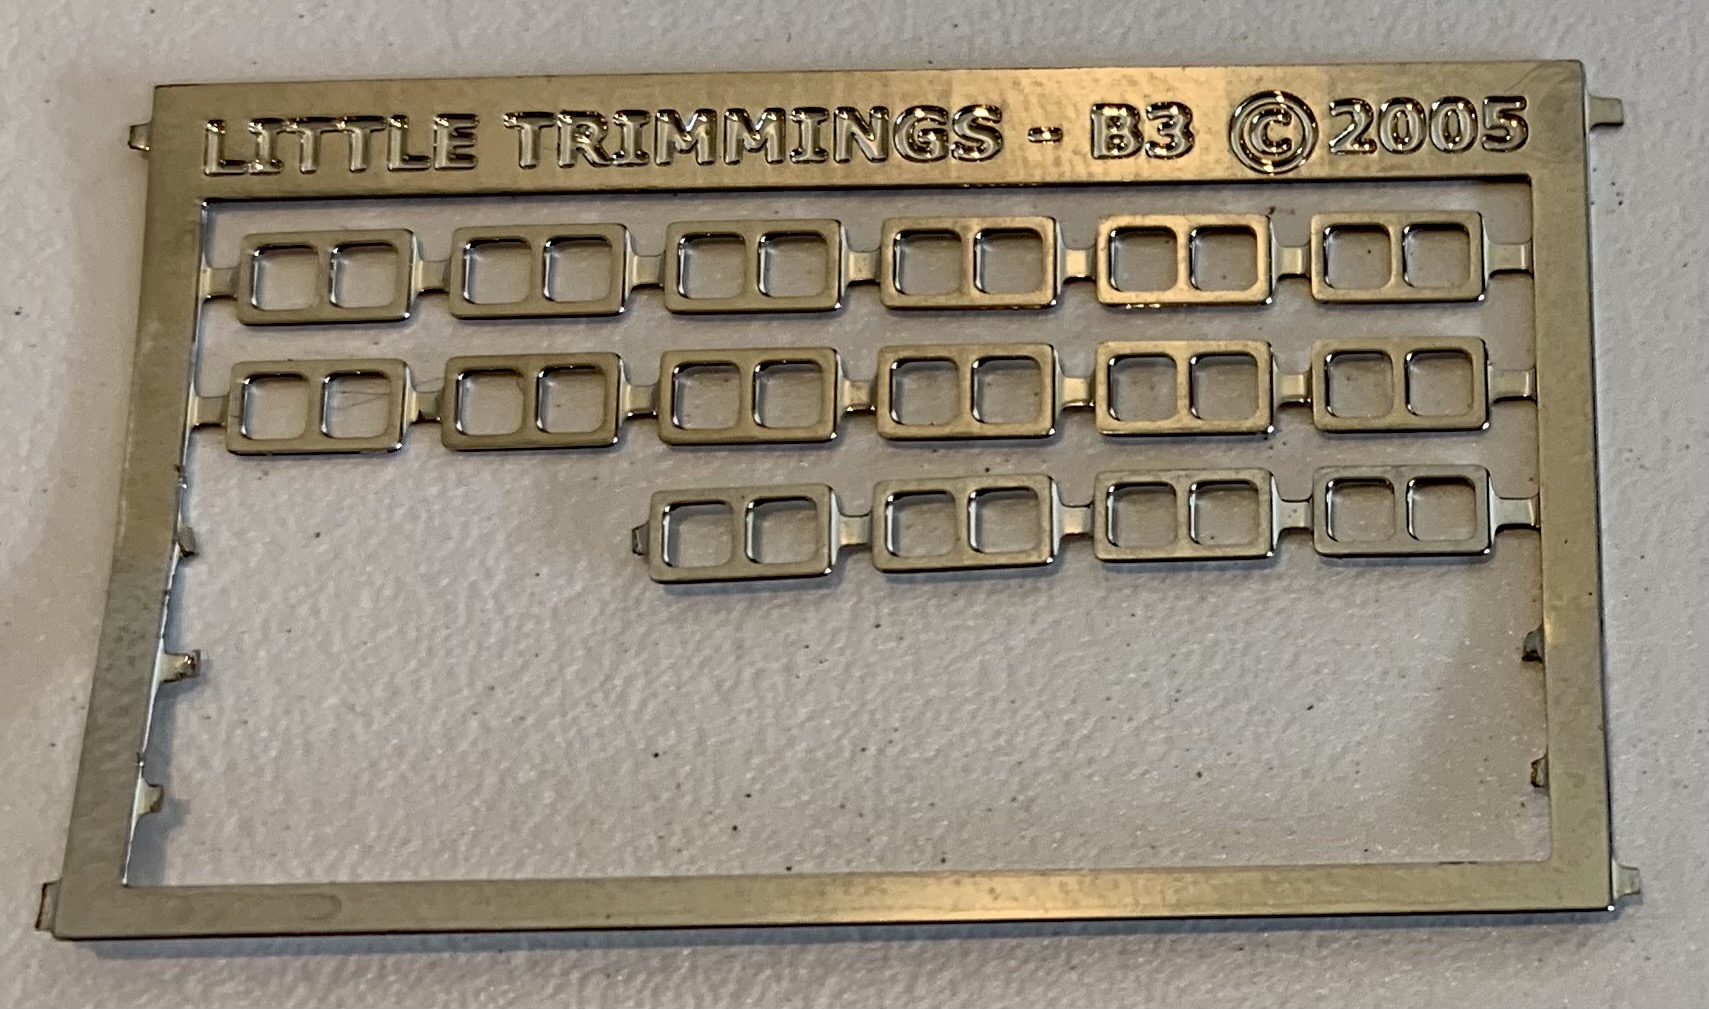 LITTLE TRIMMINGS - B3 ©2005